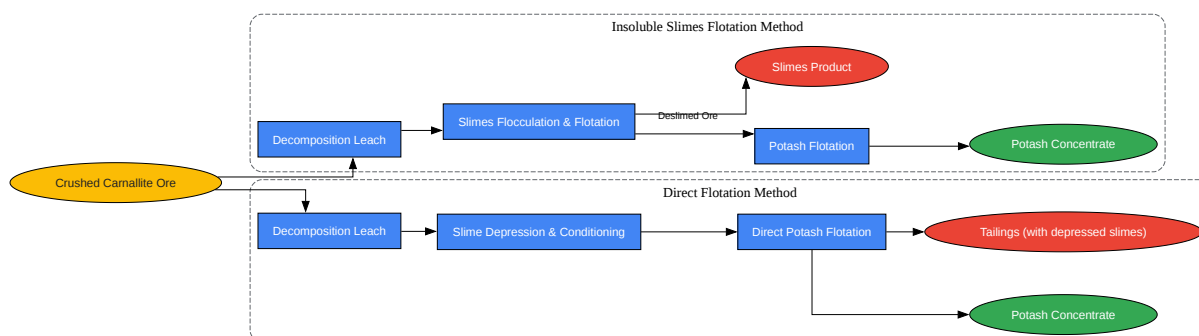 Insoluble Slimes Flotation Method
Slimes Product
Decomposition Leach
Slimes Flocculation & Flotation
Deslimed Ore
Potash Flotation
Potash Concentrate
Crushed Carnallite Ore
Direct Flotation Method
Decomposition Leach
Slime Depression & Conditioning
Direct Potash Flotation
Tailings (with depressed slimes)
Potash Concentrate